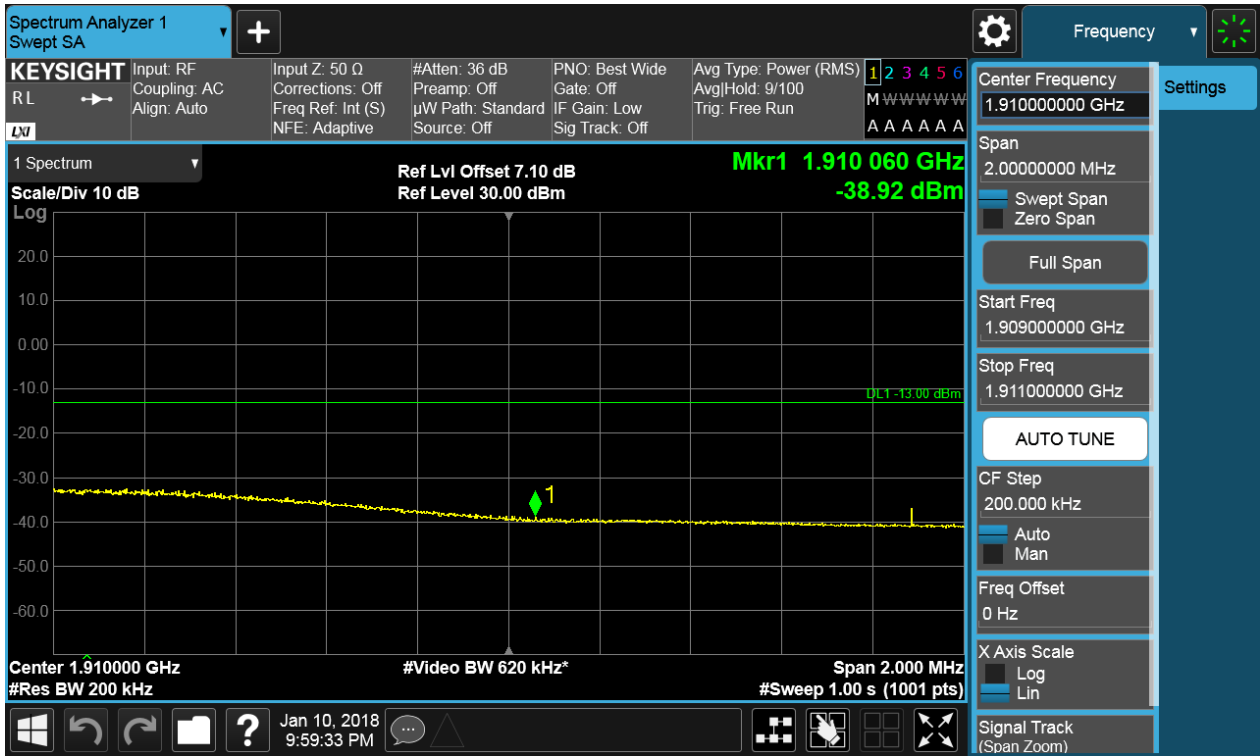 Spectrum Analyzer 1
Swept SA
+
Frequency
KEYSIGHT
RL
LXI
Input: RF
Coupling: AC
Align: Auto
Input Z: 50 Ω
Corrections: Off
Freq Ref: Int (S)
NFE: Adaptive
#Atten: 36 dB
Preamp: Off
µW Path: Standard
Source: Off
PNO: Best Wide
Gate: Off
IF Gain: Low
Sig Track: Off
Avg Type: Power (RMS)
Avg|Hold: 9/100
Trig: Free Run
1 2 3 4 5 6
M W W W W W
A A A A A A
1 Spectrum
Scale/Div 10 dB
Log
Ref Lvl Offset 7.10 dB
Ref Level 30.00 dBm
Mkr1 1.910 060 GHz
-38.92 dBm
20.0
10.0
0.00
-10.0
-20.0
-30.0
-40.0
-50.0
-60.0
DL1 -13.00 dBm
1
Center 1.910000 GHz
#Res BW 200 kHz
#Video BW 620 kHz*
Span 2.000 MHz
#Sweep 1.00 s (1001 pts)
Center Frequency
1.910000000 GHz
Span
2.00000000 MHz
Swept Span
Zero Span
Full Span
Start Freq
1.909000000 GHz
Stop Freq
1.911000000 GHz
AUTO TUNE
CF Step
200.000 kHz
Auto
Man
Freq Offset
0 Hz
X Axis Scale
Log
Lin
Signal Track
(Span Zoom)
Settings
?
Jan 10, 2018
9:59:33 PM